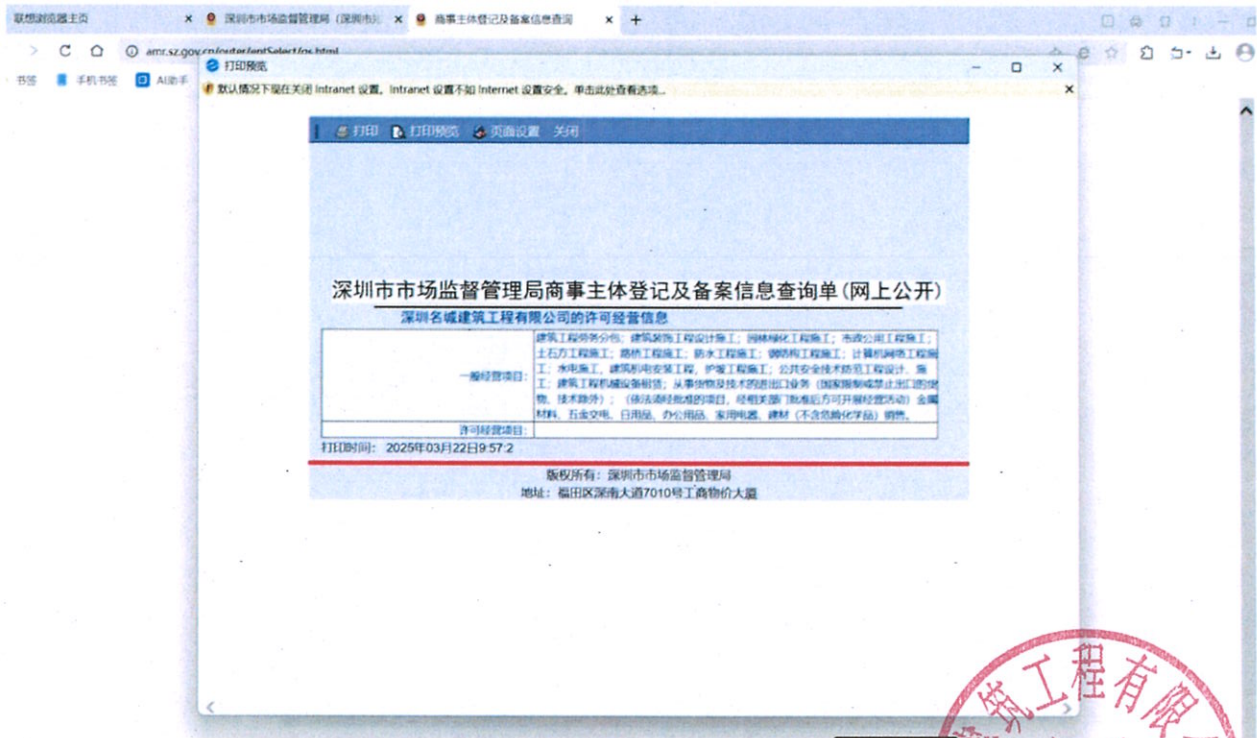 联想浏览器主页
深圳市市场监督管理局（深圳市
商事主体登记及备案信息查询
amr.sz.gov.cn/outer/entSelect/gs.html
书签 手机书签 AI助手
打印预览
默认情况下现在关闭 Intranet 设置。Intranet 设置不如 Internet 设置安全。单击此处查看选项...
打印 打印预览 页面设置 关闭
深圳市市场监督管理局商事主体登记及备案信息查询单(网上公开)
深圳名城建筑工程有限公司的许可经营信息
一般经营项目：
建筑工程劳务分包；建筑装饰工程设计施工；园林绿化工程施工；市政公用工程施工；
土石方工程施工；路桥工程施工；防水工程施工；钢结构工程施工；计算机网络工程施
工；水电施工，建筑机电安装工程，护坡工程施工；公共安全技术防范工程设计、施
工；建筑工程机械设备租赁；从事货物及技术的进出口业务（国家限制或禁止出口的货
物、技术除外）；（依法须经批准的项目，经相关部门批准后方可开展经营活动）金属
材料、五金交电、日用品、办公用品、家用电器、建材（不含危险化学品）销售。
许可经营项目：
打印时间： 2025年03月22日9:57:2
版权所有：深圳市市场监督管理局
地址：福田区深南大道7010号工商物价大厦
筑工程有限